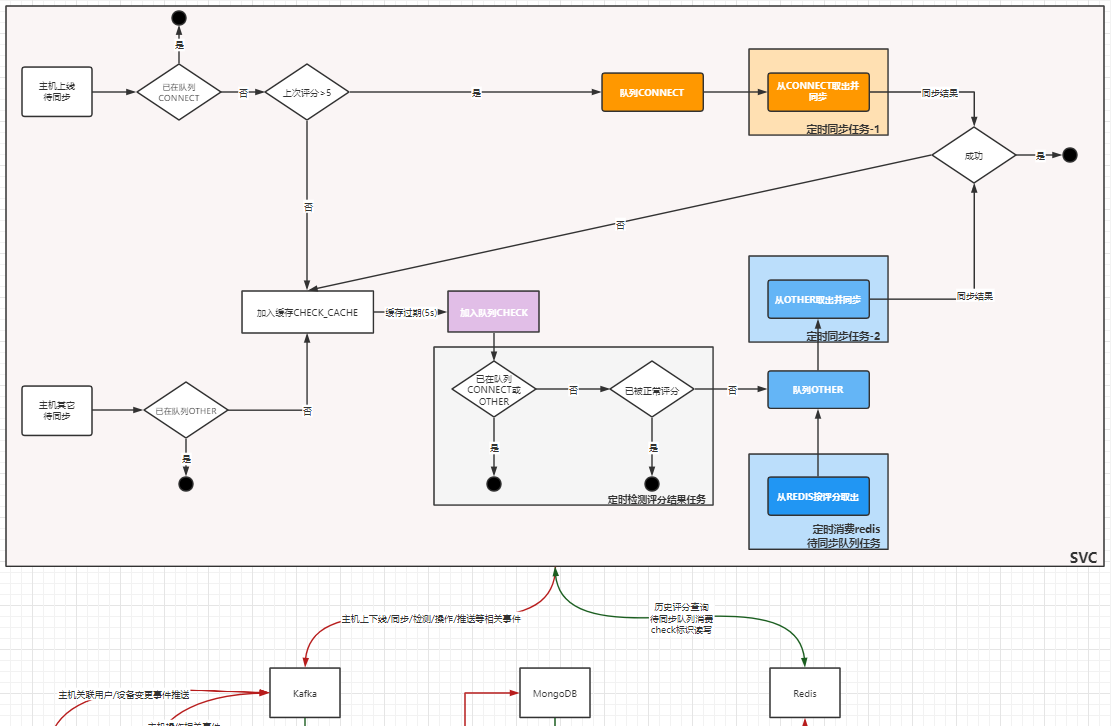 是
主机上线
待同步
已在队列
CONNECT
否
上次评分>5
是
队列CONNECT
从CONNECT取出并
同步
定时同步任务-1
同步结果
成功
是
否
否
加入缓存CHECK_CACHE
缓存过期(5s)
加入队列CHECK
从OTHER取出并同步
定时同步任务-2
同步结果
主机其它
待同步
已在队列OTHER
否
是
已在队列
CONNECT或
OTHER
否
已被正常评分
否
队列OTHER
是
是
定时检测评分结果任务
从REDIS按评分取出
定时消费redis
待同步队列任务
SVC
主机上下线/同步/检测/操作/推送等相关事件
历史评分查询
待同步队列消费
check标识读写
Kafka
MongoDB
Redis
主机关联用户/设备变更事件推送
主机操作相关事件